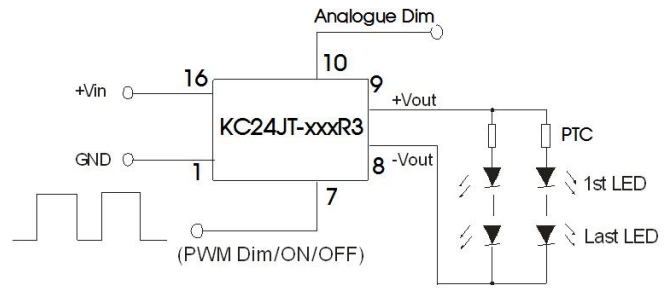 Analogue Dim
10
16
9
+Vin
+Vout
KC24JT-xxxR3
PTC
GND
1
8
-Vout
7
1st LED
Last LED
(PWM Dim/ON/OFF)